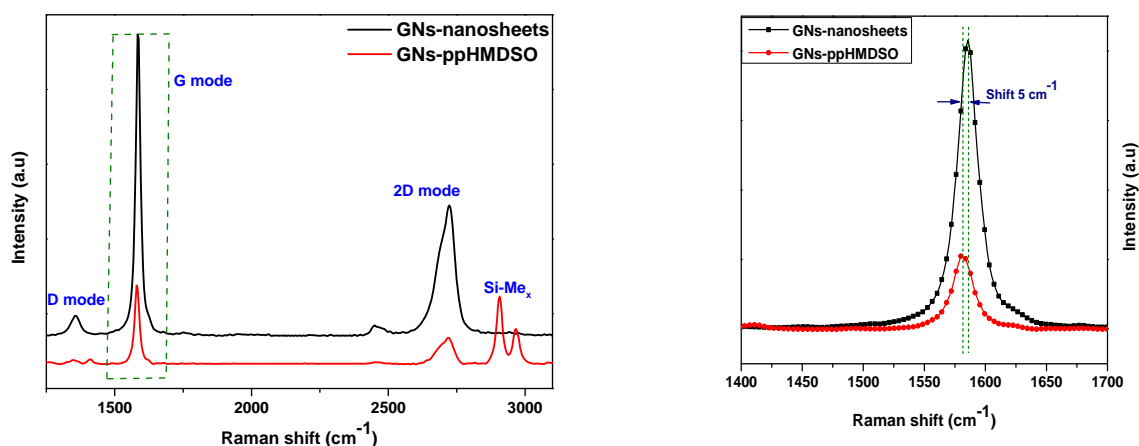 GNs-nanosheets
GNs-ppHMDSO
G mode
2D mode
Si-Meₓ
D mode
Intensity (a.u)
1500 2000 2500 3000
Raman shift (cm⁻¹)
GNs-nanosheets
GNs-ppHMDSO
Shift 5 cm⁻¹
Intensity (a.u)
1400 1450 1500 1550 1600 1650 1700
Raman shift (cm⁻¹)